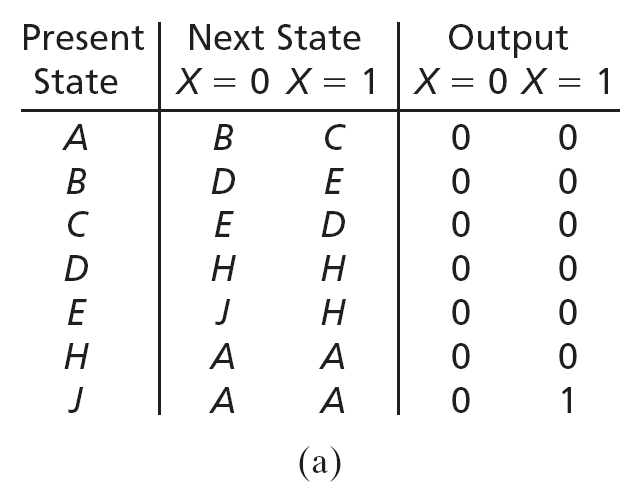 Present Next State Output
State X = 0 X = 1 X = 0 X = 1
A B C 0 0
B D E 0 0
C E D 0 0
D H H 0 0
E J H 0 0
H A A 0 0
J A A 0 1
(a)